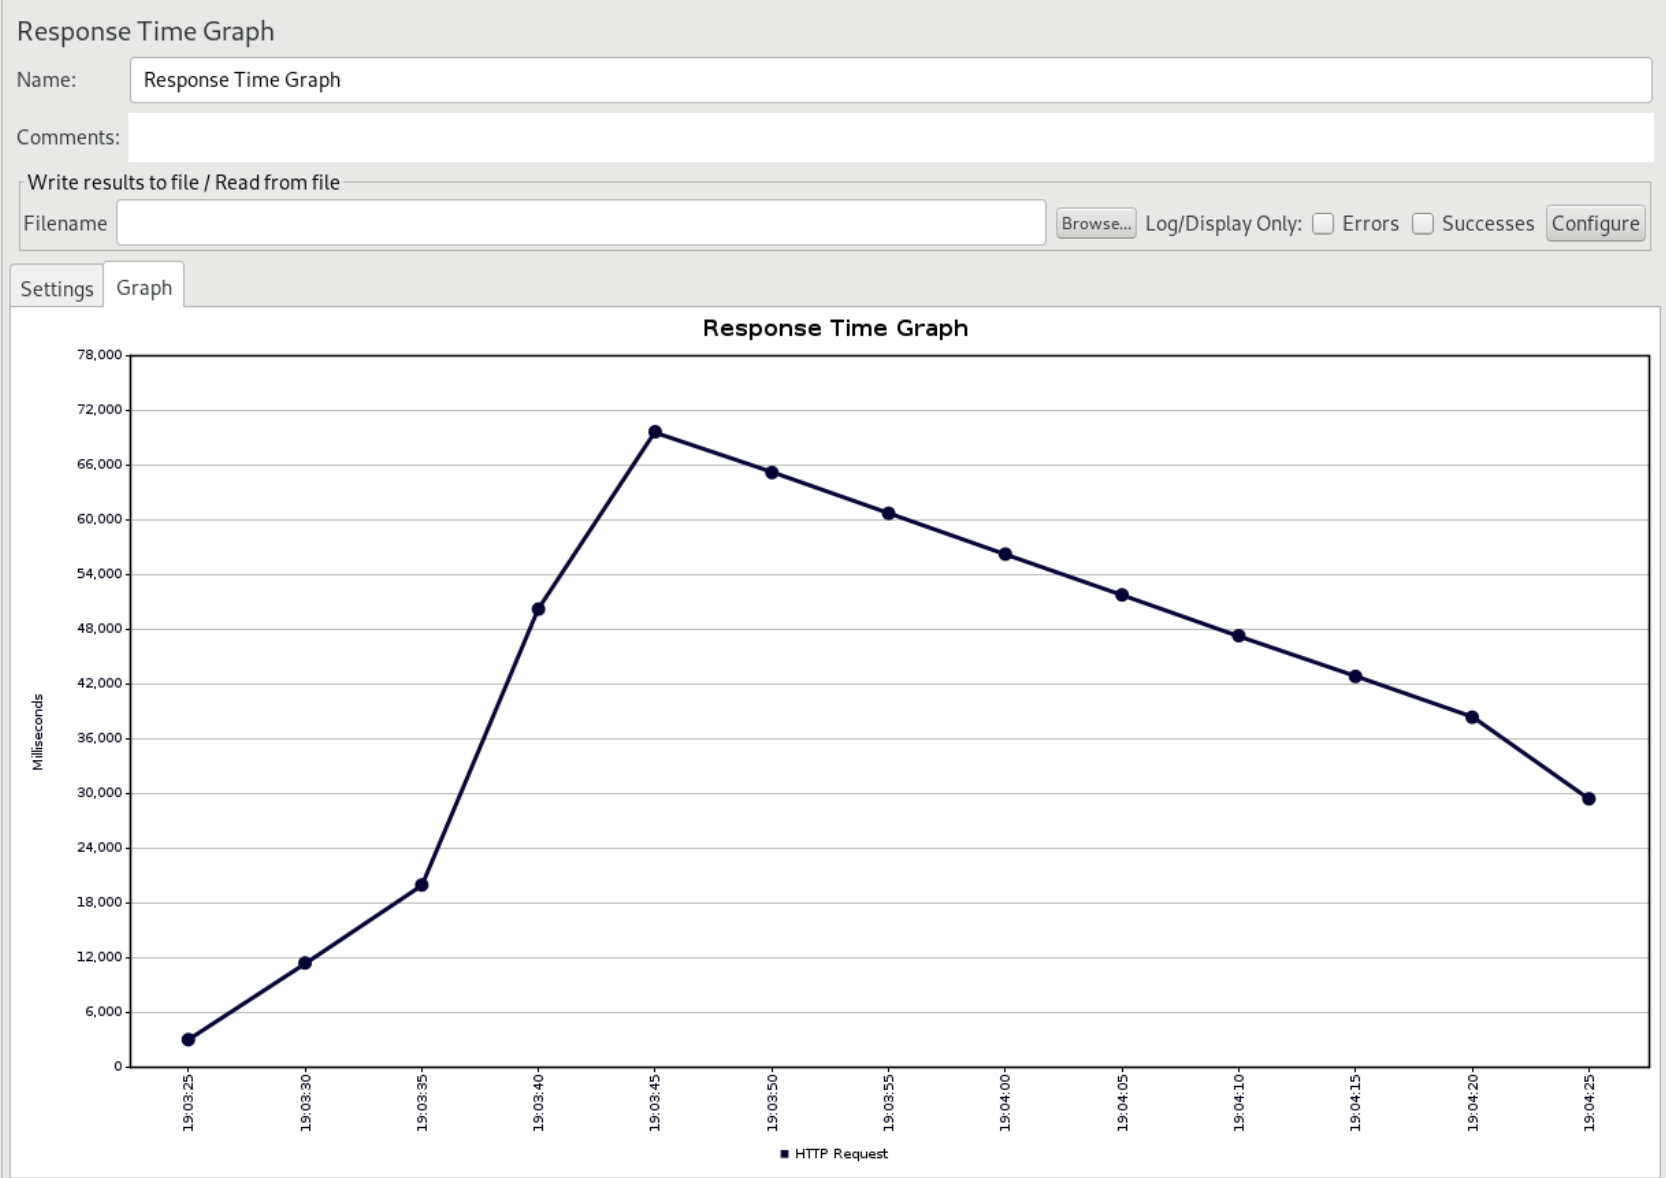 Response Time Graph
Name: Response Time Graph
Comments:
Write results to file / Read from file
Filename Browse... Log/Display Only: Errors Successes Configure
Settings Graph
Response Time Graph
78,000
72,000
66,000
60,000
54,000
48,000
42,000
36,000
30,000
24,000
18,000
12,000
6,000
0
Milliseconds
19:03:25 19:03:30 19:03:35 19:03:40 19:03:45 19:03:50 19:03:55 19:04:00 19:04:05 19:04:10 19:04:15 19:04:20 19:04:25
HTTP Request